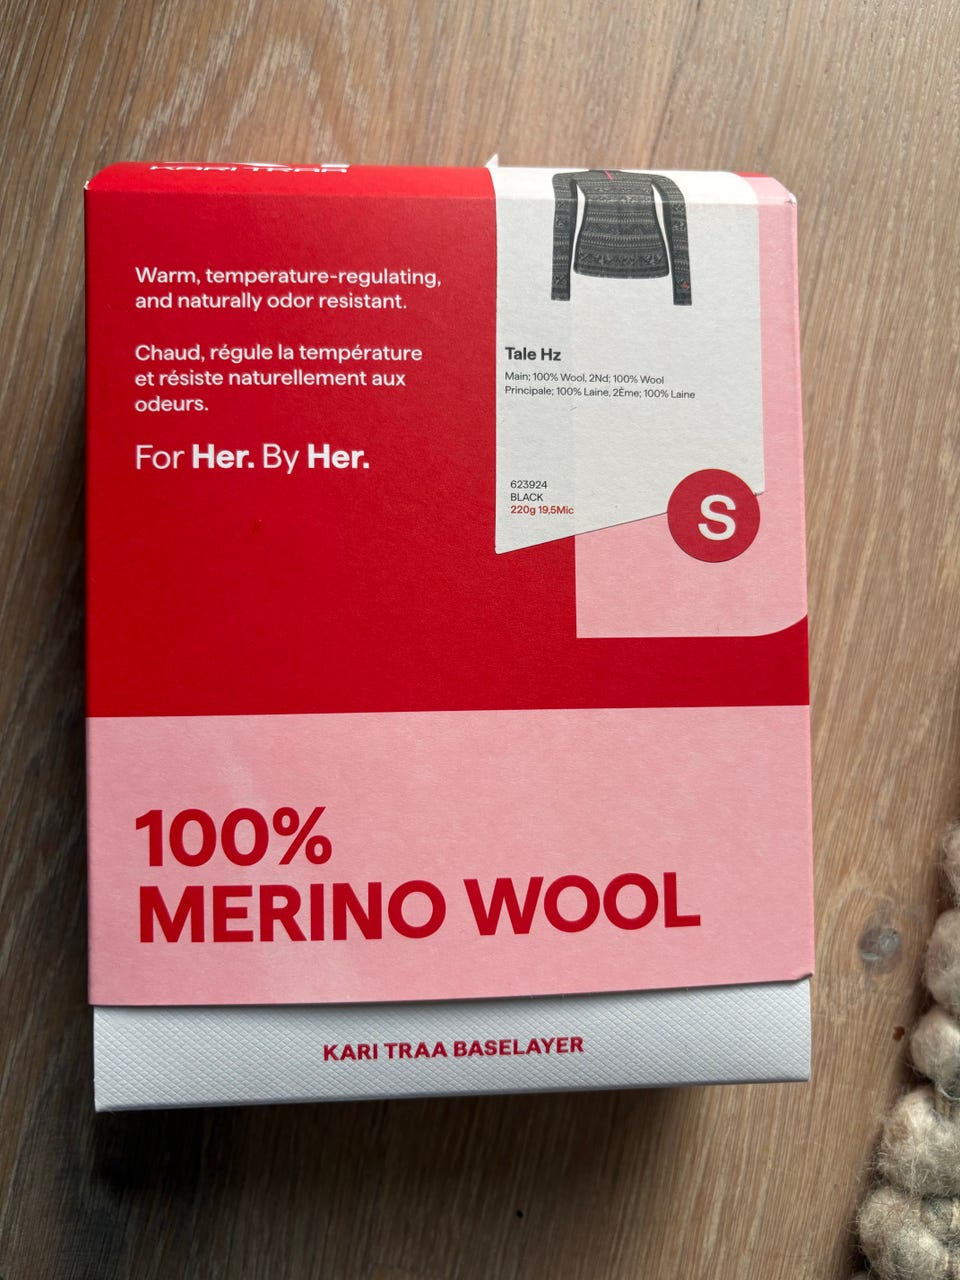 KARI TRAA
Warm, temperature-regulating,
and naturally odor resistant.
Chaud, régule la température
et résiste naturellement aux
odeurs.
For Her. By Her.
Tale Hz
Main; 100% Wool, 2Nd; 100% Wool
Principale; 100% Laine, 2Ème; 100% Laine
623924
BLACK
220g 19,5Mic
S
100%
MERINO WOOL
KARI TRAA BASELAYER